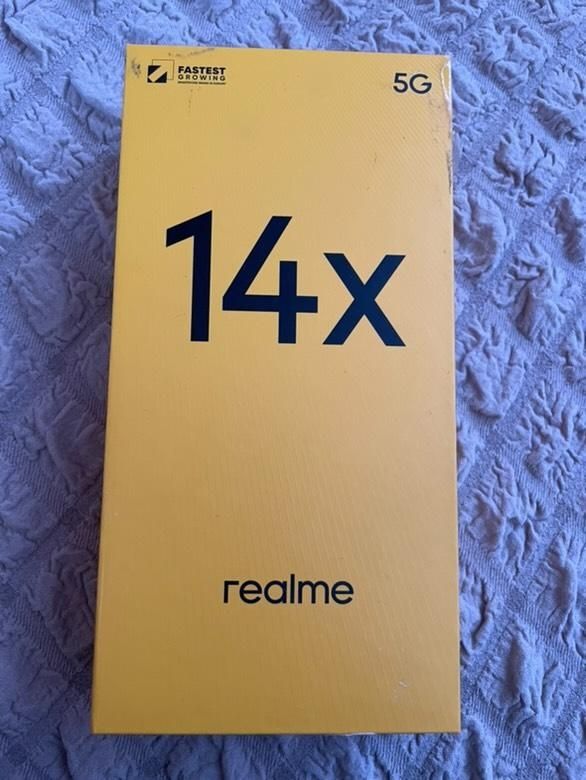 FASTEST
GROWING
5G
14x
realme